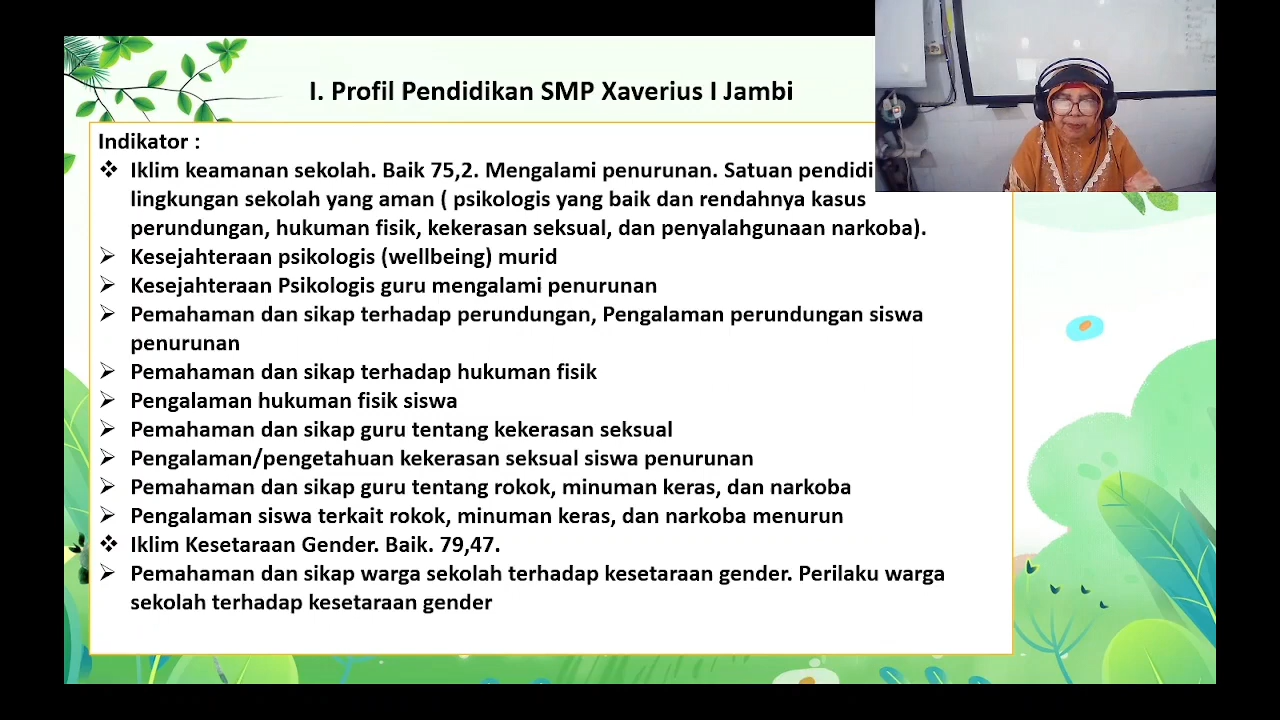 I. Profil Pendidikan SMP Xaverius I Jambi
Indikator :
❖ Iklim keamanan sekolah. Baik 75,2. Mengalami penurunan. Satuan
lingkungan sekolah yang aman ( psikologis yang baik dan rendahnya kasus
perundungan, hukuman fisik, kekerasan seksual, dan penyalahgunaan narkoba).
➢ Kesejahteraan psikologis (wellbeing) murid
➢ Kesejahteraan Psikologis guru mengalami penurunan
➢ Pemahaman dan sikap terhadap perundungan, Pengalaman perundungan siswa
penurunan
➢ Pemahaman dan sikap terhadap hukuman fisik
➢ Pengalaman hukuman fisik siswa
➢ Pemahaman dan sikap guru tentang kekerasan seksual
➢ Pengalaman/pengetahuan kekerasan seksual siswa penurunan
➢ Pemahaman dan sikap guru tentang rokok, minuman keras, dan narkoba
➢ Pengalaman siswa terkait rokok, minuman keras, dan narkoba menurun
❖ Iklim Kesetaraan Gender. Baik. 79,47.
➢ Pemahaman dan sikap warga sekolah terhadap kesetaraan gender. Perilaku warga
sekolah terhadap kesetaraan gender